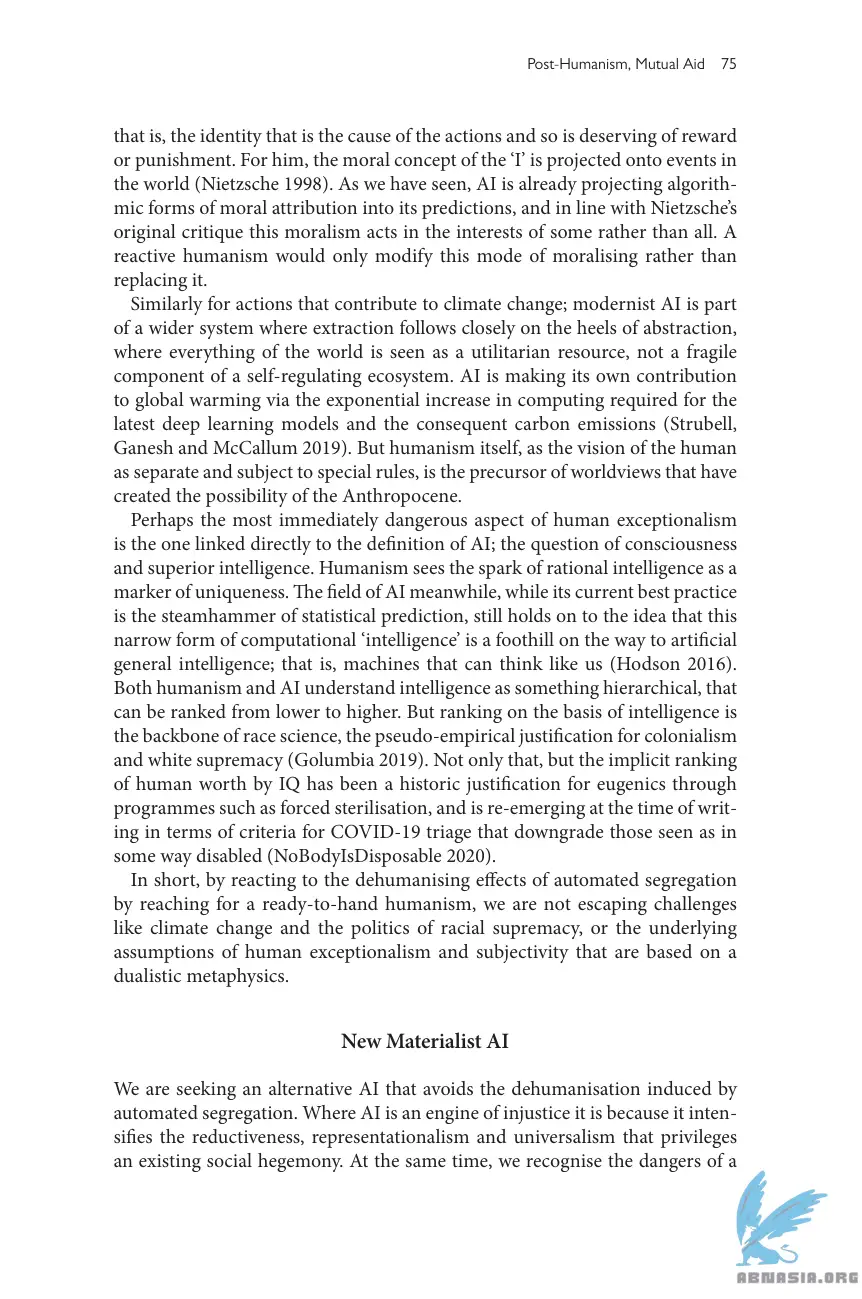 Post-Humanism, Mutual Aid 75
that is, the identity that is the cause of the actions and so is deserving of reward
or punishment. For him, the moral concept of the ‘I’ is projected onto events in
the world (Nietzsche 1998). As we have seen, AI is already projecting algorith-
mic forms of moral attribution into its predictions, and in line with Nietzsche’s
original critique this moralism acts in the interests of some rather than all. A
reactive humanism would only modify this mode of moralising rather than
replacing it.
Similarly for actions that contribute to climate change; modernist AI is part
of a wider system where extraction follows closely on the heels of abstraction,
where everything of the world is seen as a utilitarian resource, not a fragile
component of a self-regulating ecosystem. AI is making its own contribution
to global warming via the exponential increase in computing required for the
latest deep learning models and the consequent carbon emissions (Strubell,
Ganesh and McCallum 2019). But humanism itself, as the vision of the human
as separate and subject to special rules, is the precursor of worldviews that have
created the possibility of the Anthropocene.
Perhaps the most immediately dangerous aspect of human exceptionalism
is the one linked directly to the definition of AI; the question of consciousness
and superior intelligence. Humanism sees the spark of rational intelligence as a
marker of uniqueness. The field of AI meanwhile, while its current best practice
is the steamhammer of statistical prediction, still holds on to the idea that this
narrow form of computational ‘intelligence’ is a foothill on the way to artificial
general intelligence; that is, machines that can think like us (Hodson 2016).
Both humanism and AI understand intelligence as something hierarchical, that
can be ranked from lower to higher. But ranking on the basis of intelligence is
the backbone of race science, the pseudo-empirical justification for colonialism
and white supremacy (Golumbia 2019). Not only that, but the implicit ranking
of human worth by IQ has been a historic justification for eugenics through
programmes such as forced sterilisation, and is re-emerging at the time of writ-
ing in terms of criteria for COVID-19 triage that downgrade those seen as in
some way disabled (NoBodyIsDisposable 2020).
In short, by reacting to the dehumanising effects of automated segregation
by reaching for a ready-to-hand humanism, we are not escaping challenges
like climate change and the politics of racial supremacy, or the underlying
assumptions of human exceptionalism and subjectivity that are based on a
dualistic metaphysics.
New Materialist AI
We are seeking an alternative AI that avoids the dehumanisation induced by
automated segregation. Where AI is an engine of injustice it is because it inten-
sifies the reductiveness, representationalism and universalism that privileges
an existing social hegemony. At the same time, we recognise the dangers of a
ABNASIA.ORG